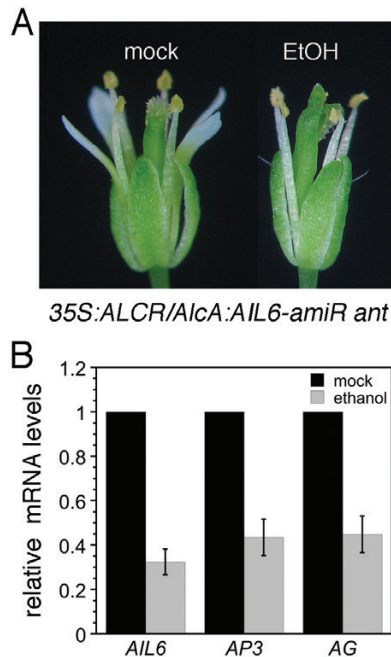 A
mock EtOH
35S:ALCR/AlcA:AIL6-amiR ant
B
relative mRNA levels
1.2
1
0.8
0.6
0.4
0.2
0
mock
ethanol
AIL6 AP3 AG